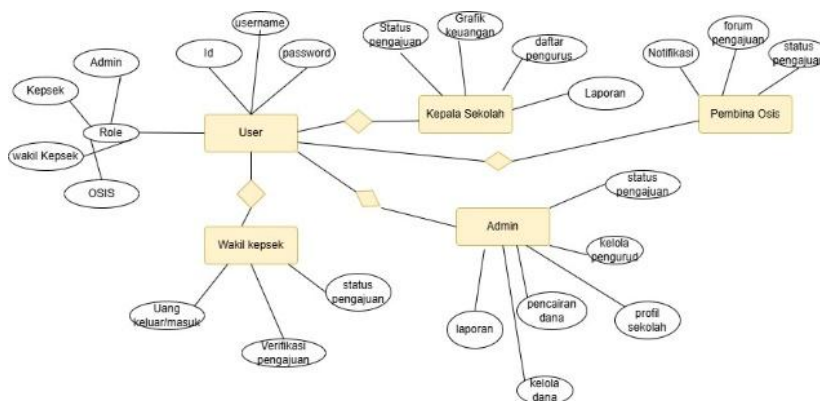 username
Id
password
Admin
Kepsek
Role
wakil Kepsek
OSIS
User
Status
pengajuan
Grafik
keuangan
daftar
pengurus
Laporan
Kepala Sekolah
Notifikasi
forum
pengajuan
status
pengajuan
Pembina Osis
Wakil kepsek
Uang
keluar/masuk
Verifikasi
pengajuan
status
pengajuan
Admin
status
pengajuan
kelola
pengurud
profil
sekolah
pencairan
dana
laporan
kelola
dana